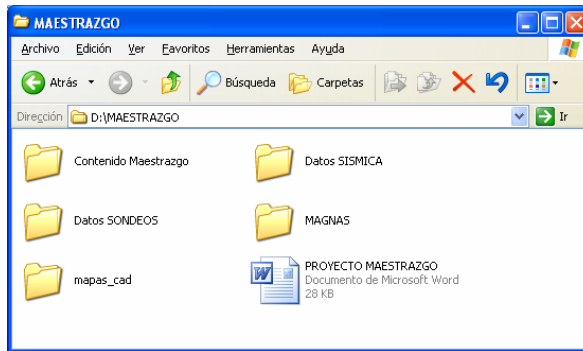 MAESTRAZGO
Archivo Edición Ver Favoritos Herramientas Ayuda
Atrás Búsqueda Carpetas
Dirección D:\MAESTRAZGO Ir
Contenido Maestrazgo Datos SISMICA
Datos SONDEOS MAGNAS
mapas_cad PROYECTO MAESTRAZGO
Documento de Microsoft Word
28 KB